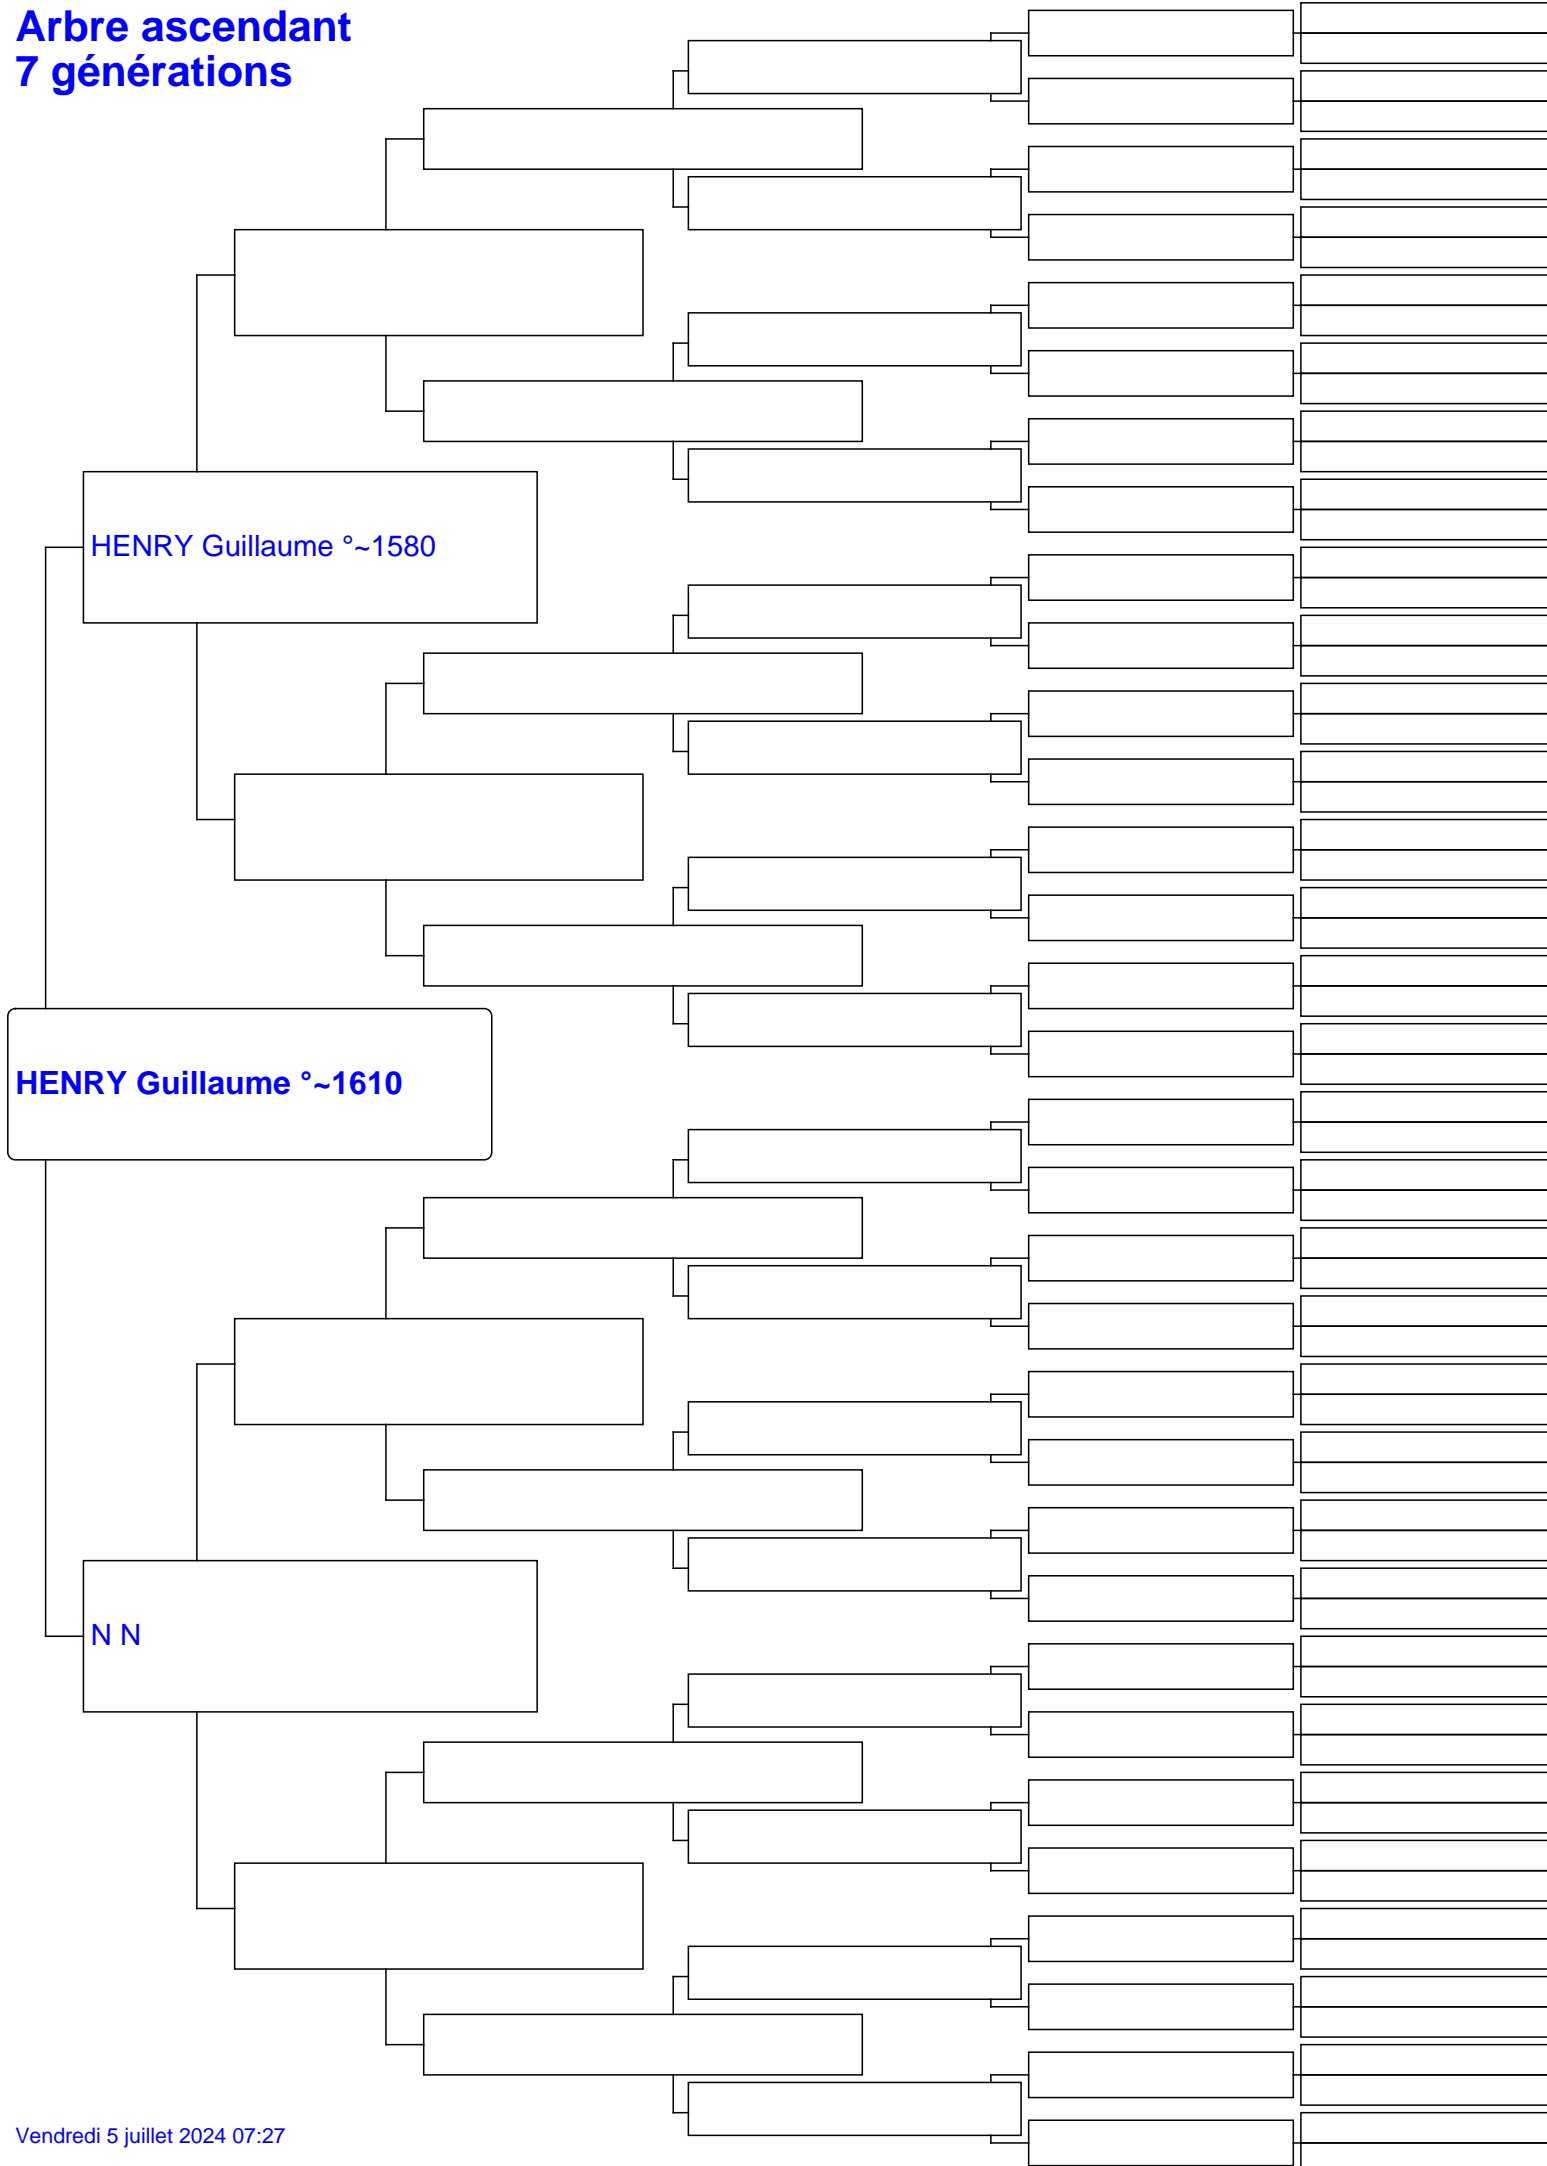 Arbre ascendant
7 générations
HENRY Guillaume °~1580
HENRY Guillaume °~1610
N N
Vendredi 5 juillet 2024 07:27